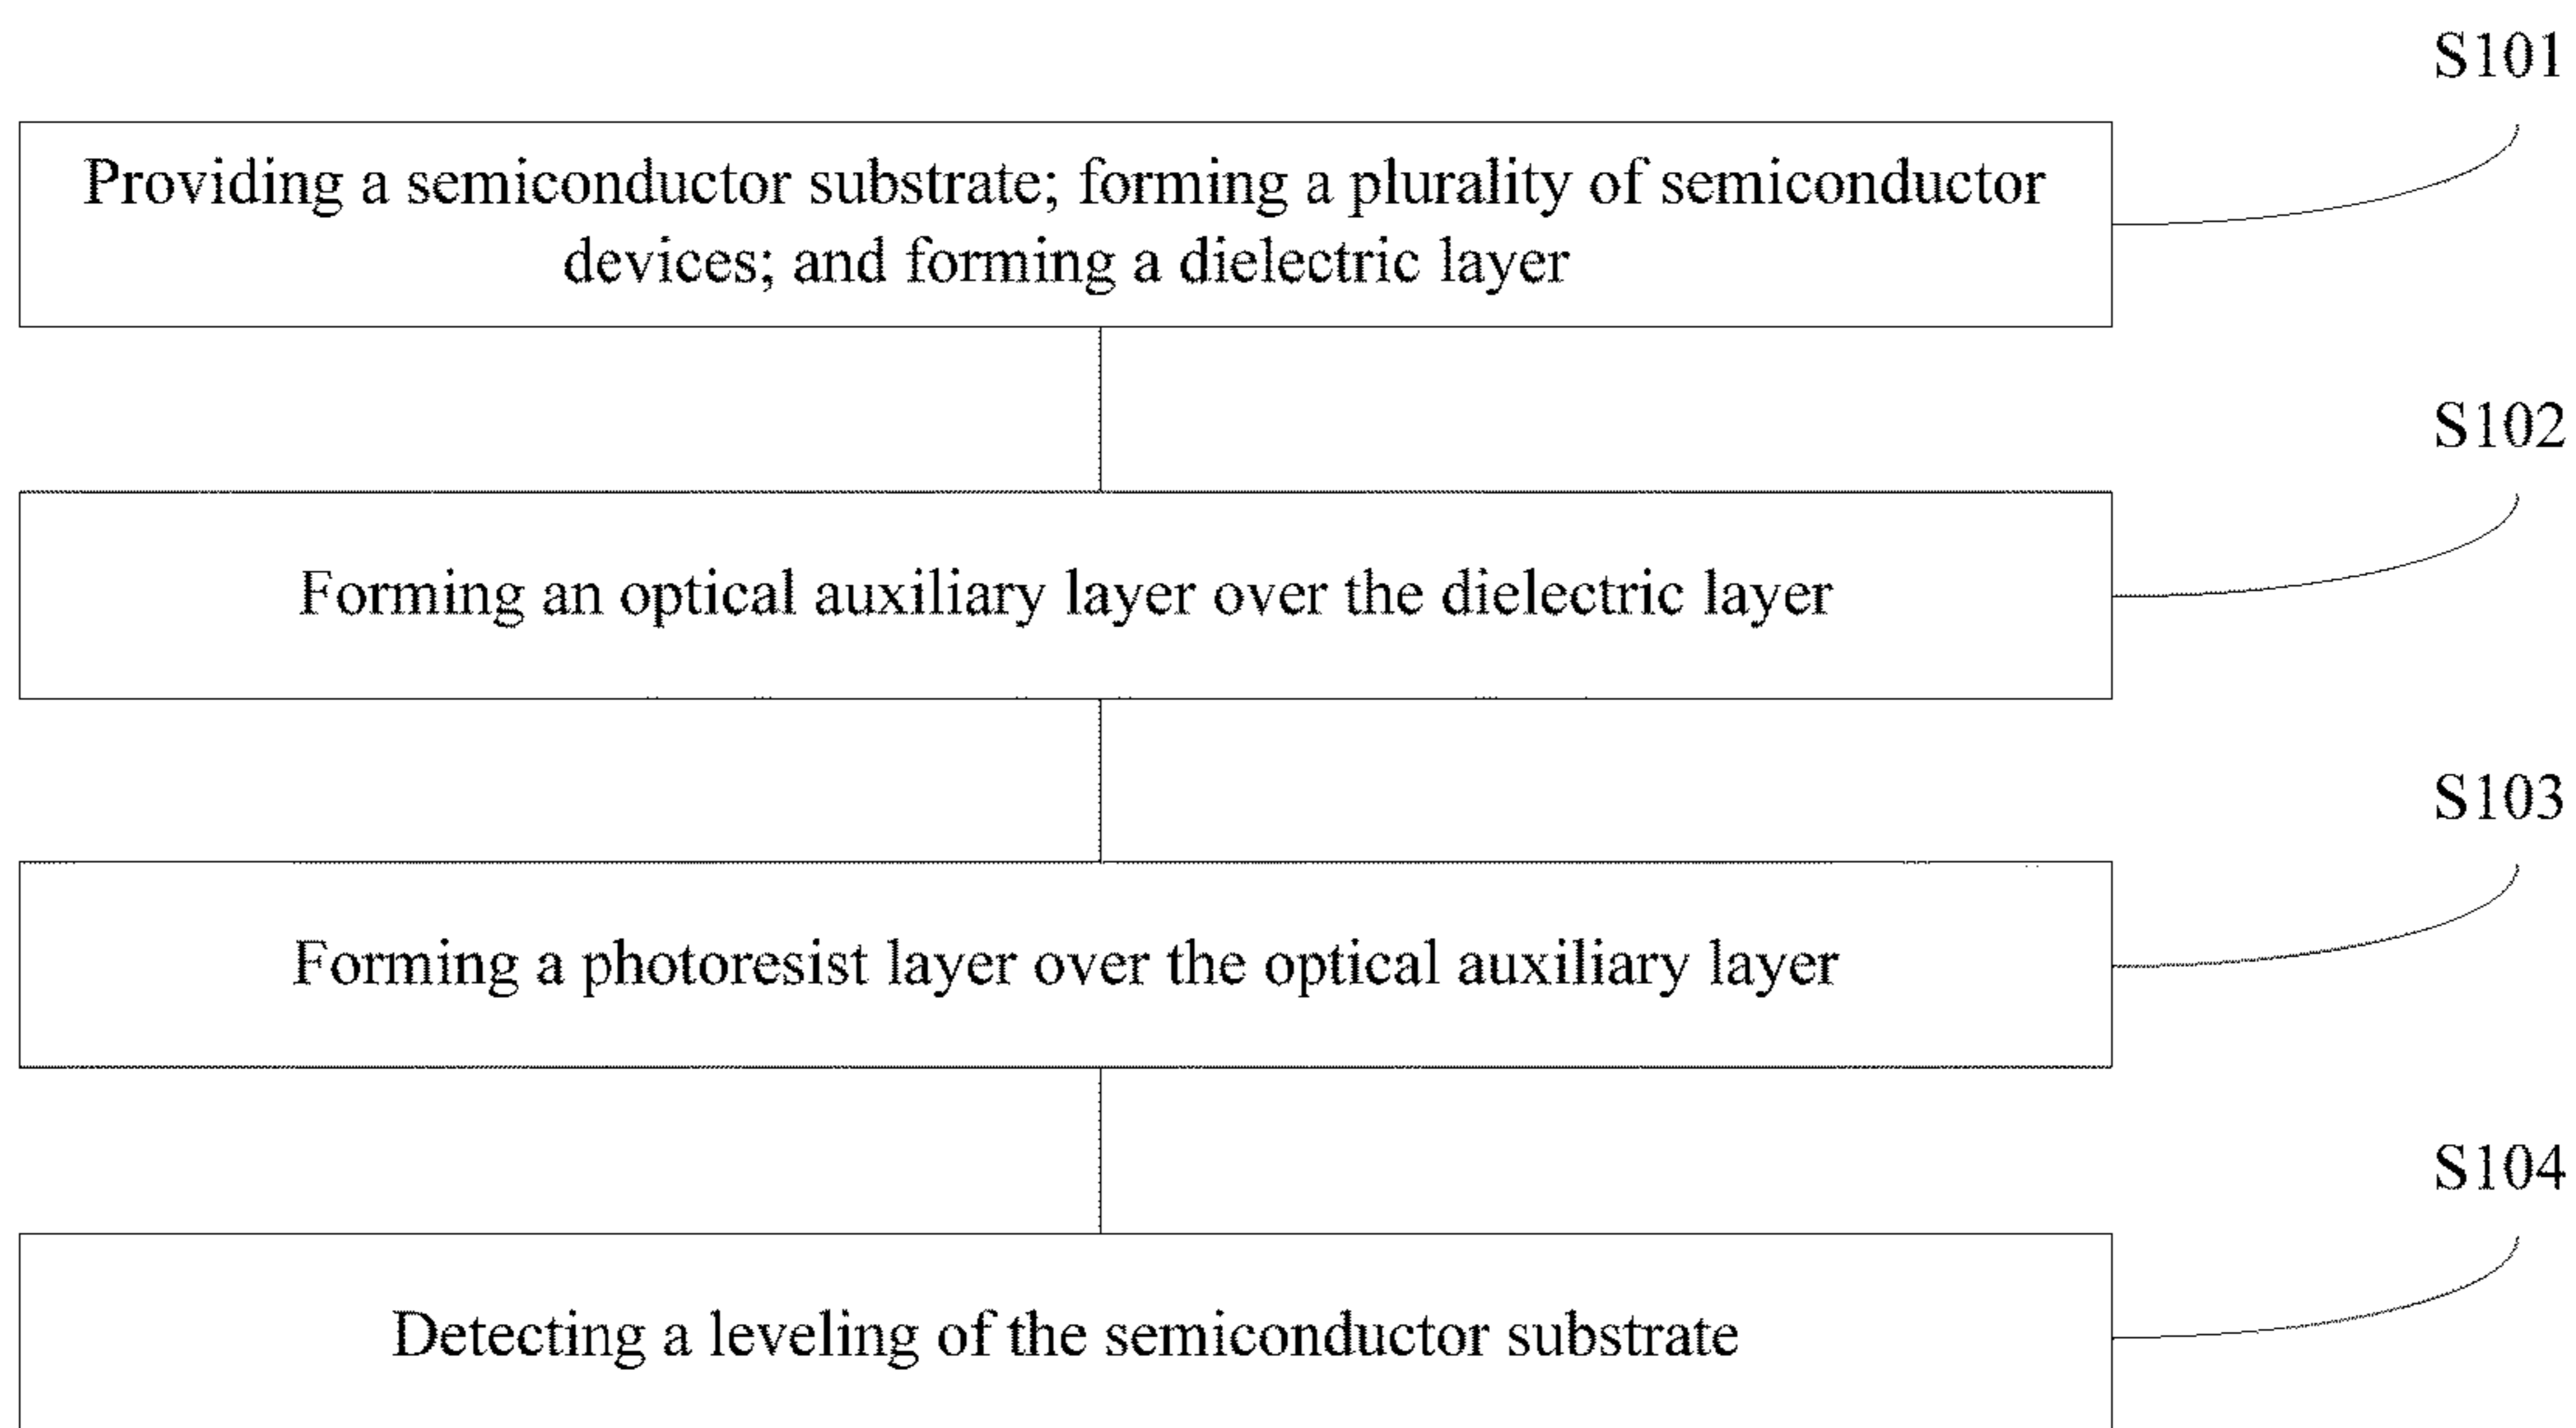 S101
Providing a semiconductor substrate; forming a plurality of semiconductor
devices; and forming a dielectric layer
S102
Forming an optical auxiliary layer over the dielectric layer
S103
Forming a photoresist layer over the optical auxiliary layer
S104
Detecting a leveling of the semiconductor substrate